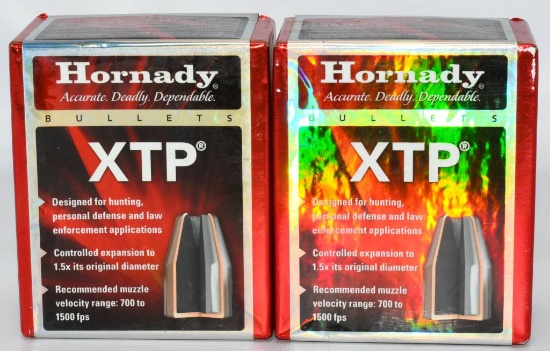 Hornady®
Accurate. Deadly. Dependable.
BULLETS
XTP®
Designed for hunting,
personal defense and law
enforcement applications
Controlled expansion to
1.5x its original diameter
Recommended muzzle
velocity range: 700 to
1500 fps
Hornady®
Accurate. Deadly. Dependable.
BULLETS
XTP®
Designed for hunting,
personal defense and law
enforcement applications
Controlled expansion to
1.5x its original diameter
Recommended muzzle
velocity range: 700 to
1500 fps